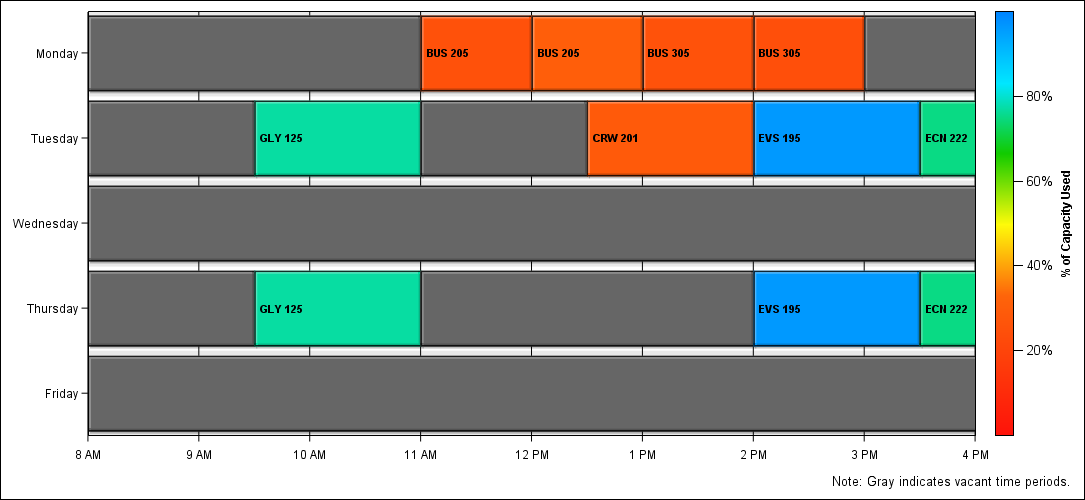 Monday
BUS 205
BUS 205
BUS 305
BUS 305
Tuesday
GLY 125
CRW 201
EVS 195
ECN 222
Wednesday
Thursday
GLY 125
EVS 195
ECN 222
Friday
8 AM
9 AM
10 AM
11 AM
12 PM
1 PM
2 PM
3 PM
4 PM
80%
60%
40%
20%
% of Capacity Used
Note: Gray indicates vacant time periods.